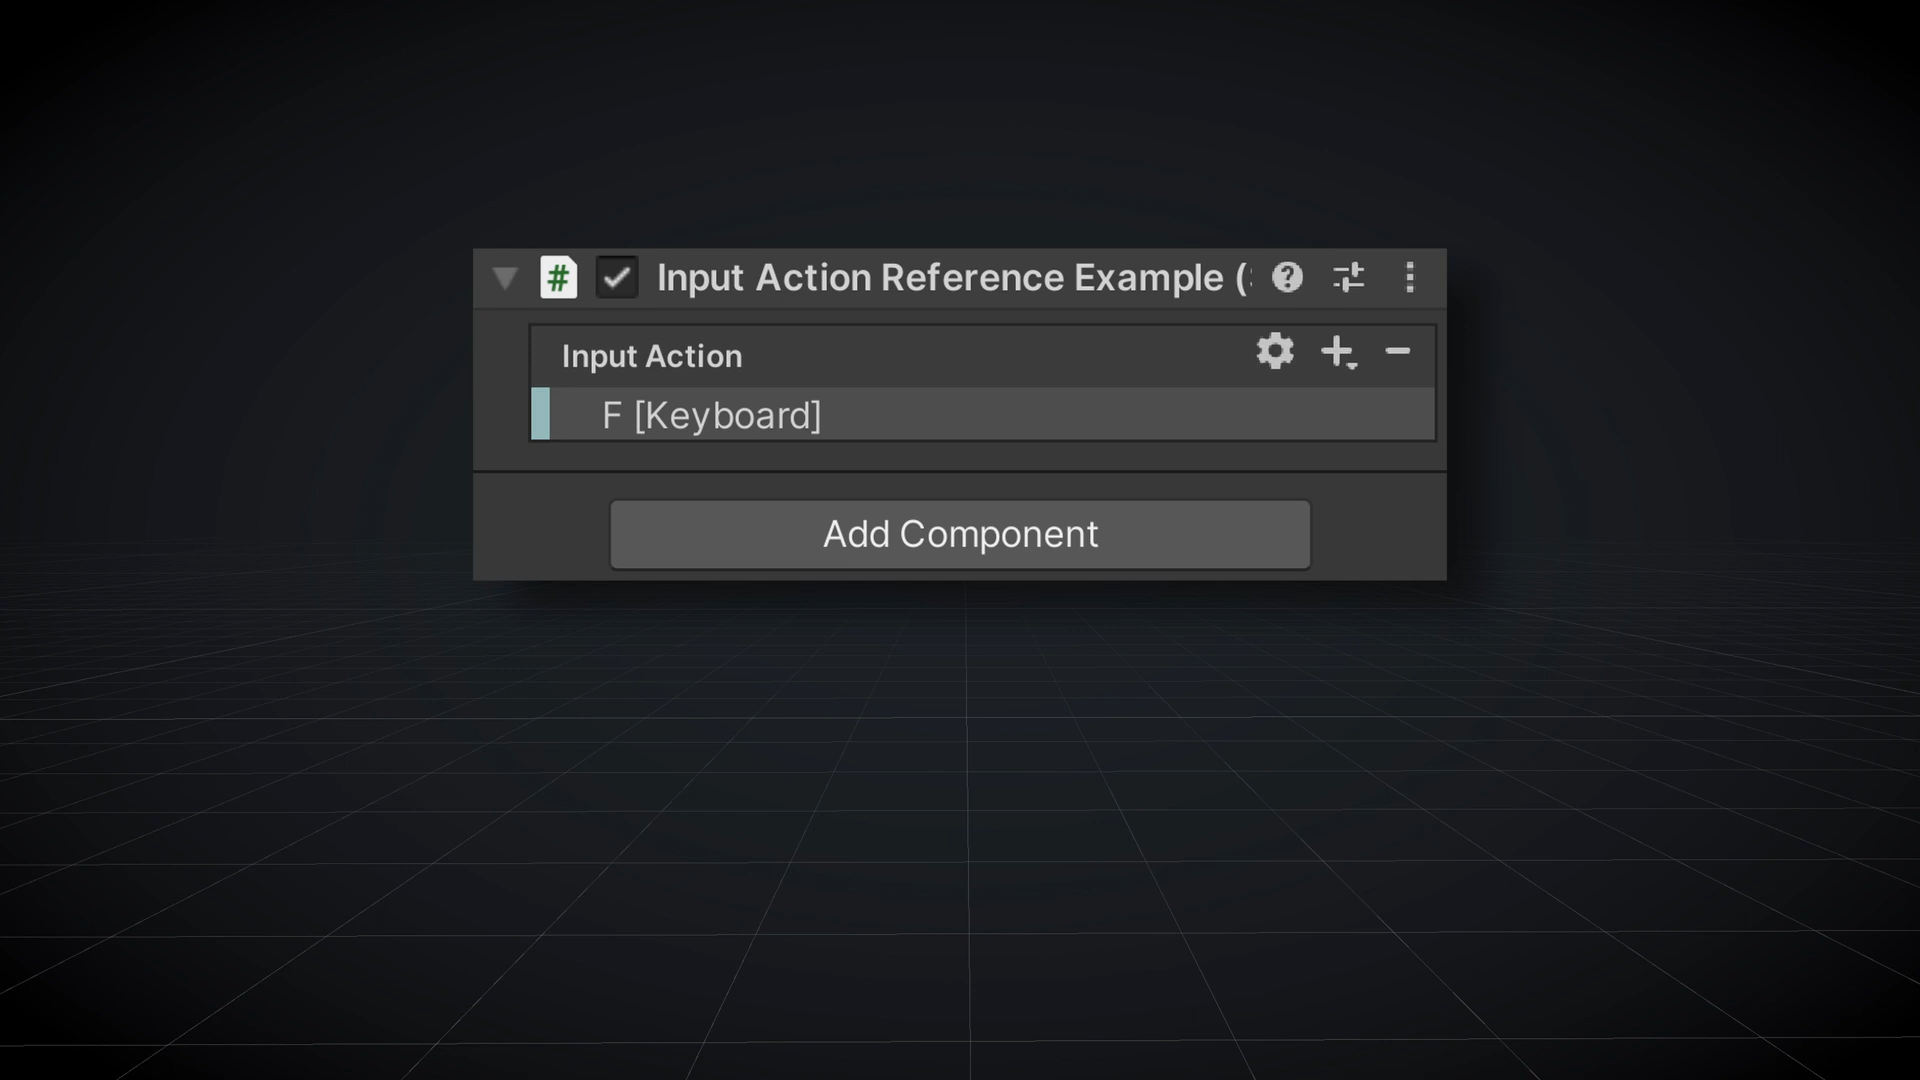 Input Action Reference Example (
Input Action
F [Keyboard]
Add Component